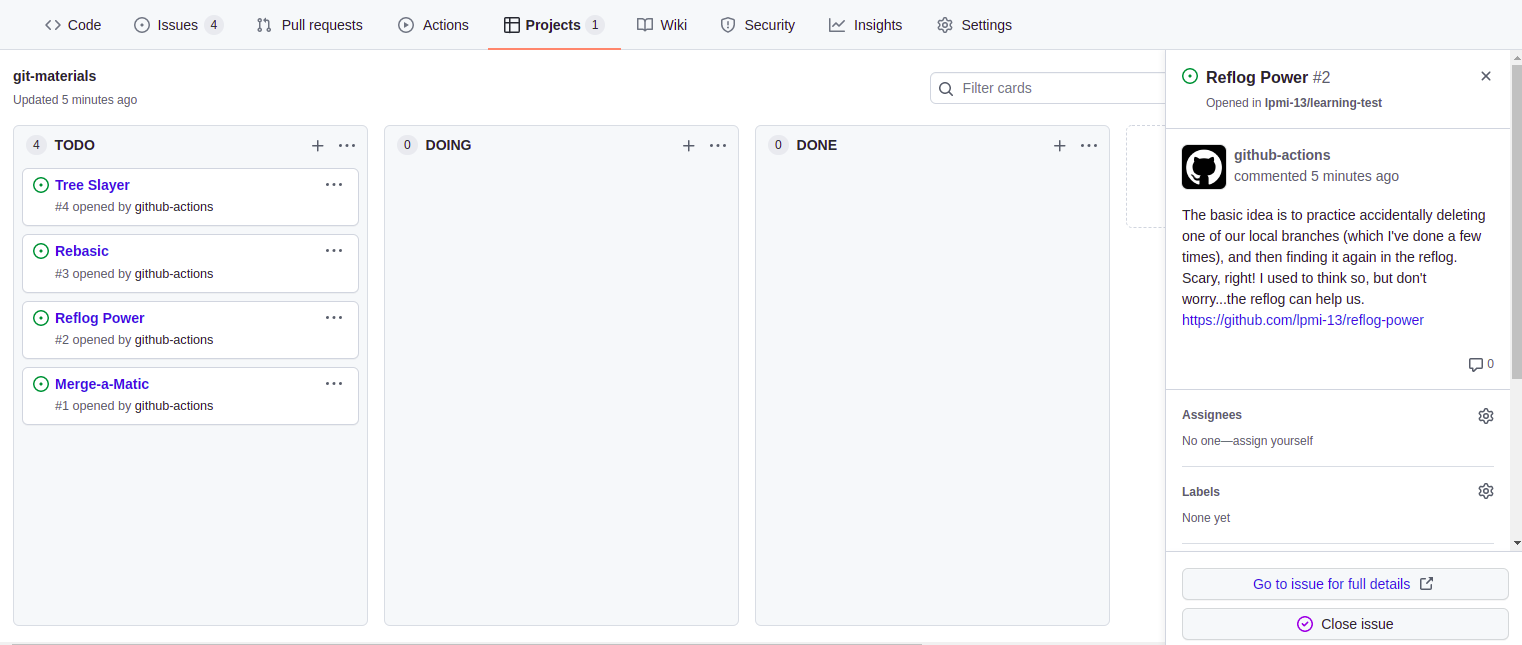 Code
Issues 4
Pull requests
Actions
Projects 1
Wiki
Security
Insights
Settings
git-materials
Updated 5 minutes ago
Filter cards
4 TODO
Tree Slayer
#4 opened by github-actions
Rebasic
#3 opened by github-actions
Reflog Power
#2 opened by github-actions
Merge-a-Matic
#1 opened by github-actions
0 DOING
0 DONE
Reflog Power #2
Opened in lpmi-13/learning-test
github-actions
commented 5 minutes ago
The basic idea is to practice accidentally deleting
one of our local branches (which I've done a few
times), and then finding it again in the reflog.
Scary, right! I used to think so, but don't
worry...the reflog can help us.
https://github.com/lpmi-13/reflog-power
0
Assignees
No one—assign yourself
Labels
None yet
Go to issue for full details
Close issue